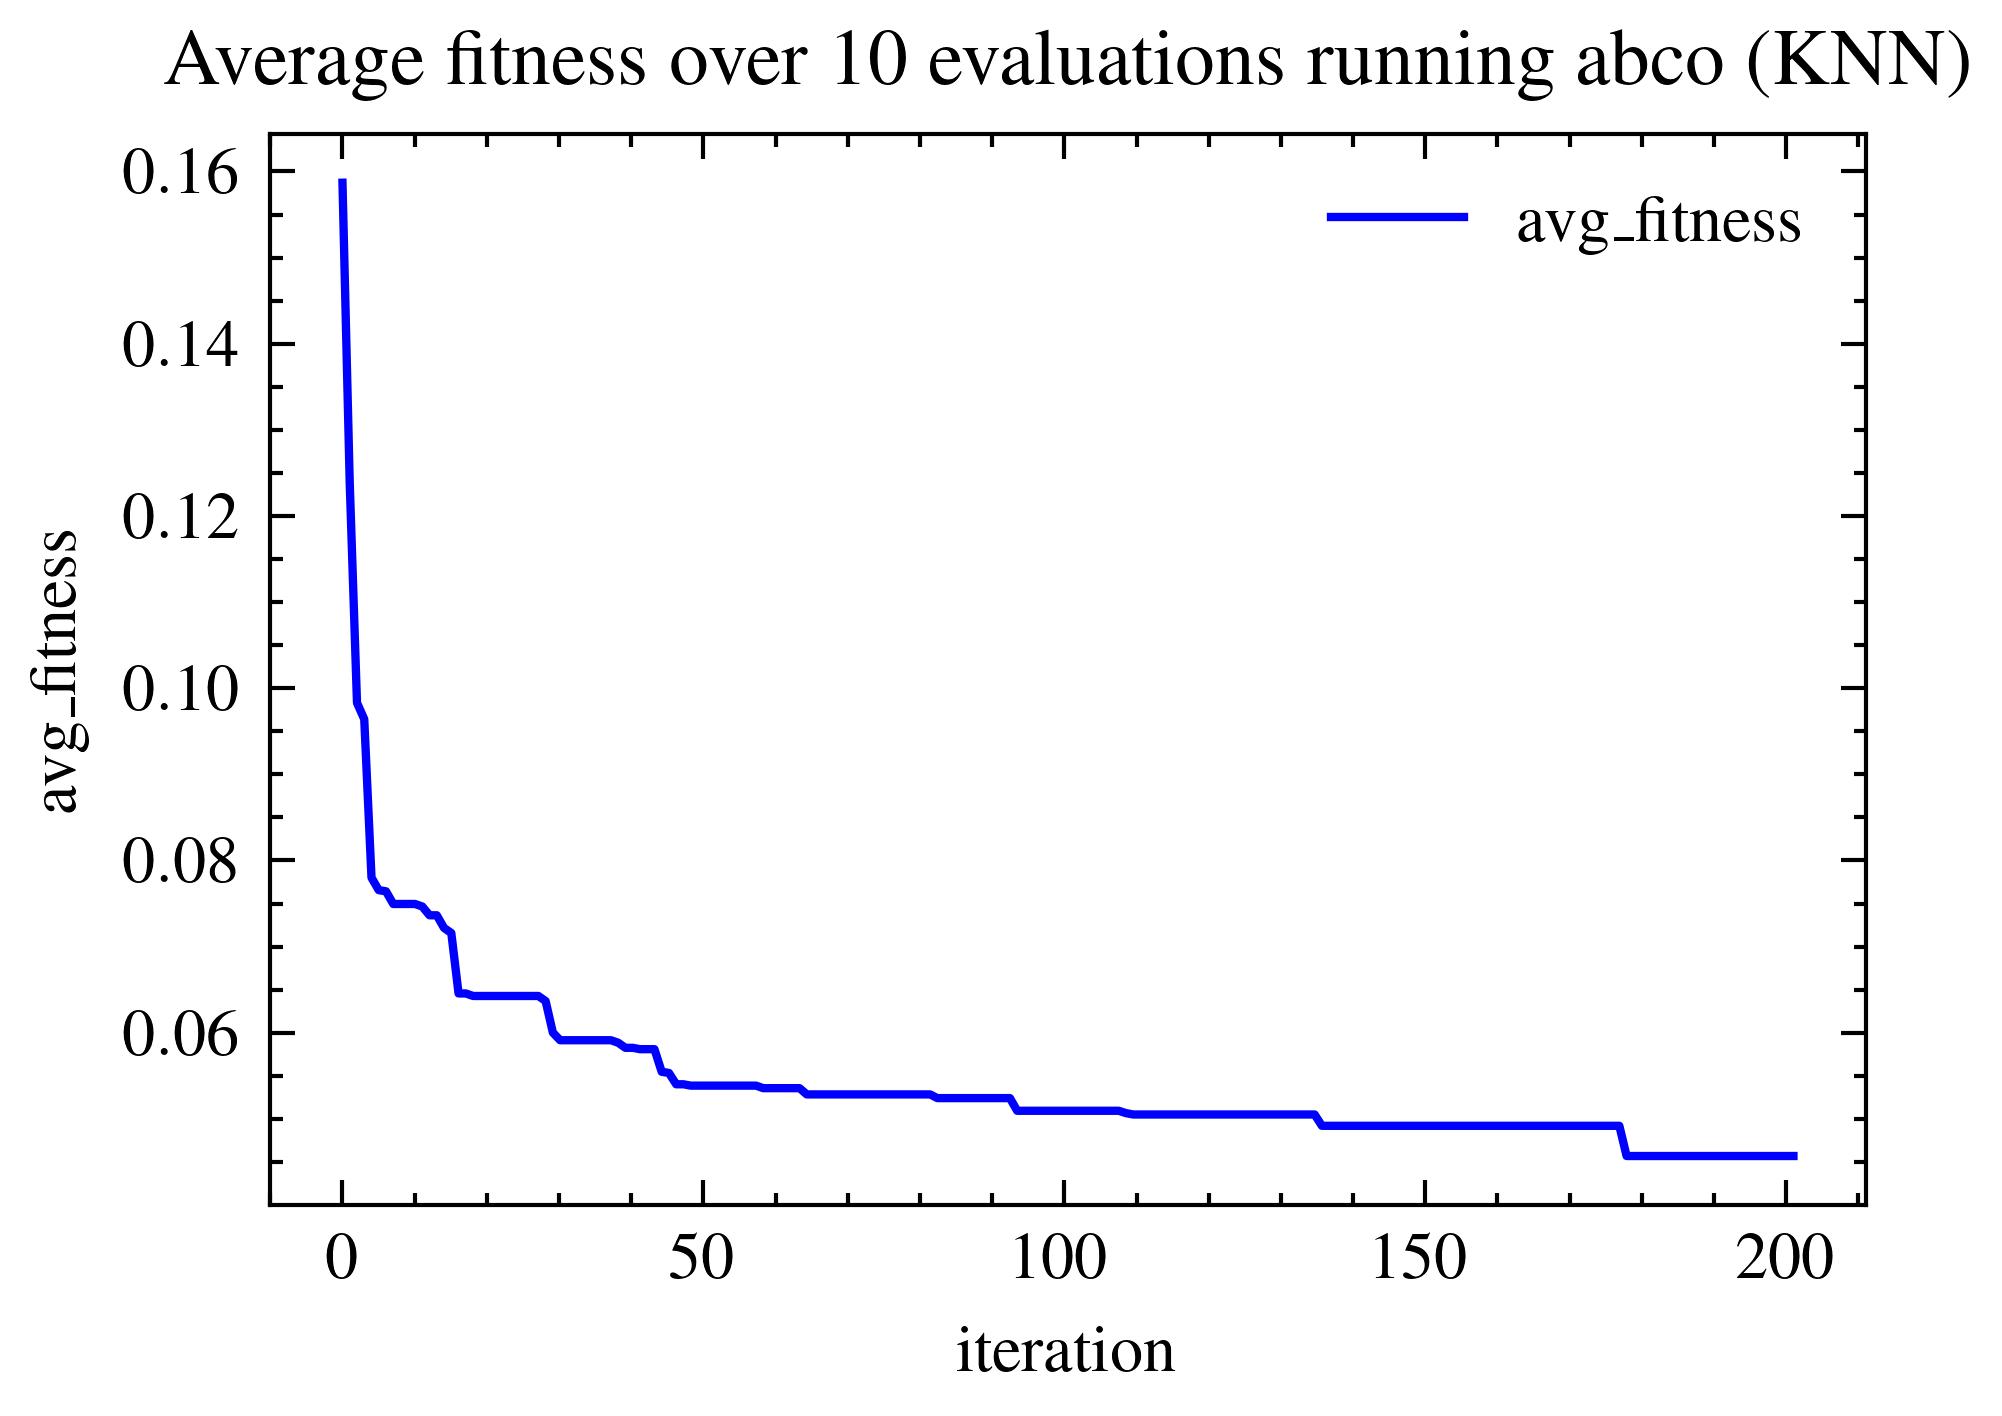 Average fitness over 10 evaluations running abco (KNN)
avg_fitness
0.16
0.14
0.12
0.10
0.08
0.06
avg_fitness
0 50 100 150 200
iteration